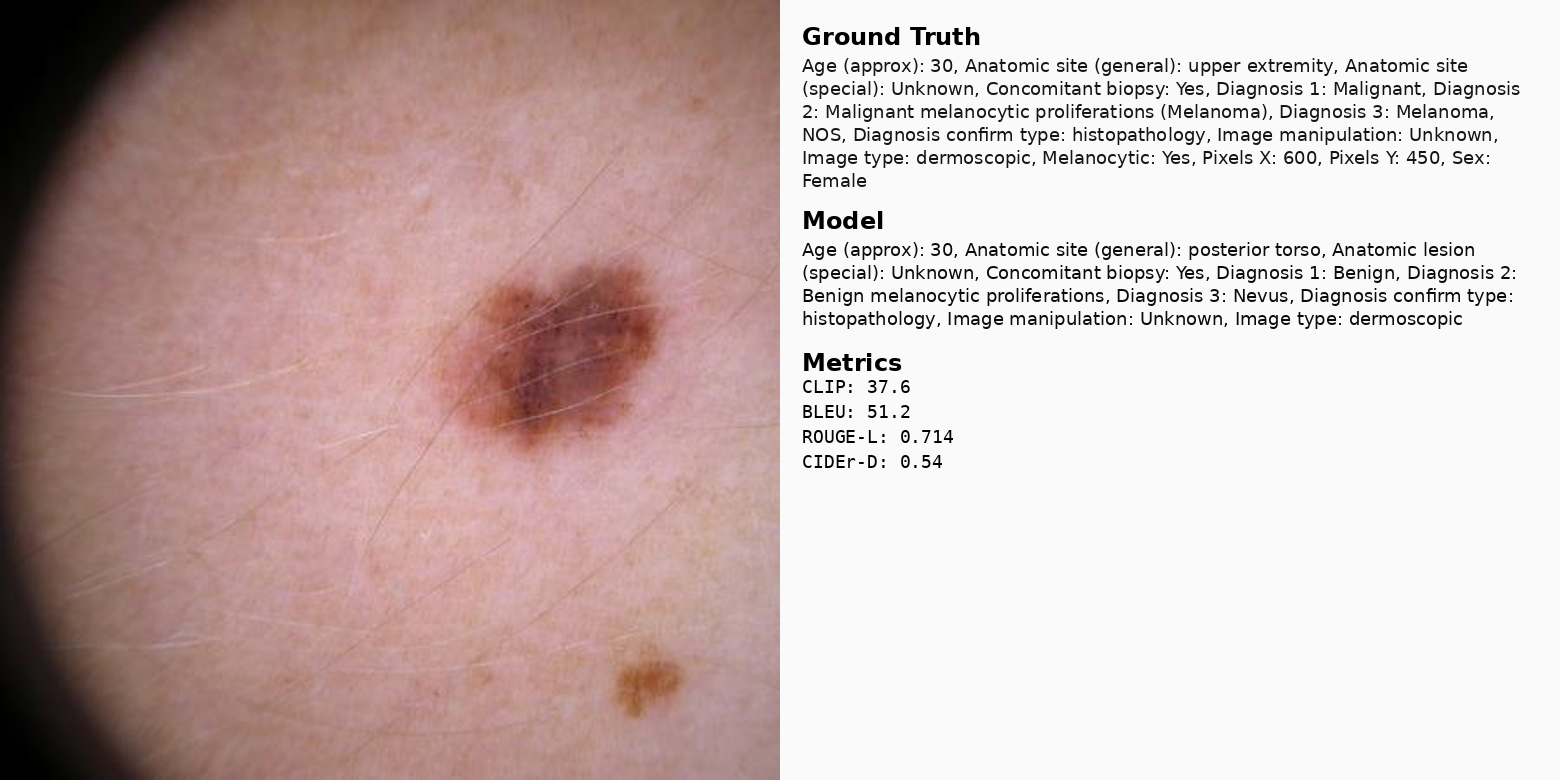 Ground Truth
Age (approx): 30, Anatomic site (general): upper extremity, Anatomic site
(special): Unknown, Concomitant biopsy: Yes, Diagnosis 1: Malignant, Diagnosis
2: Malignant melanocytic proliferations (Melanoma), Diagnosis 3: Melanoma,
NOS, Diagnosis confirm type: histopathology, Image manipulation: Unknown,
Image type: dermoscopic, Melanocytic: Yes, Pixels X: 600, Pixels Y: 450, Sex:
Female
Model
Age (approx): 30, Anatomic site (general): posterior torso, Anatomic lesion
(special): Unknown, Concomitant biopsy: Yes, Diagnosis 1: Benign, Diagnosis 2:
Benign melanocytic proliferations, Diagnosis 3: Nevus, Diagnosis confirm type:
histopathology, Image manipulation: Unknown, Image type: dermoscopic
Metrics
CLIP: 37.6
BLEU: 51.2
ROUGE-L: 0.714
CIDEr-D: 0.54